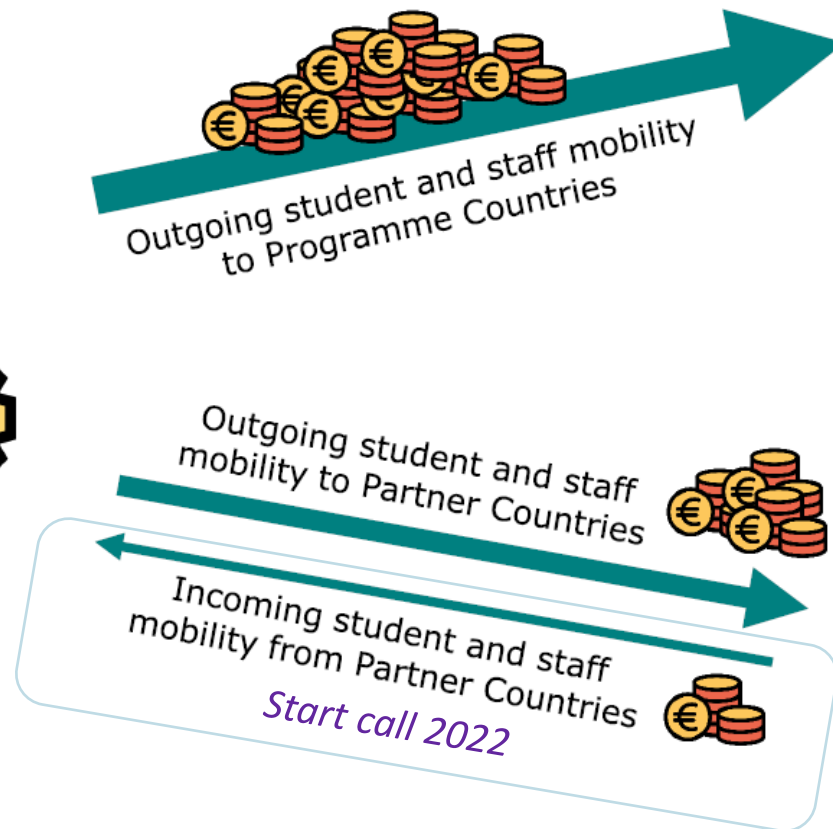 Outgoing student and staff mobility
to Programme Countries
Outgoing student and staff
mobility to Partner Countries
Incoming student and staff
mobility from Partner Countries
Start call 2022